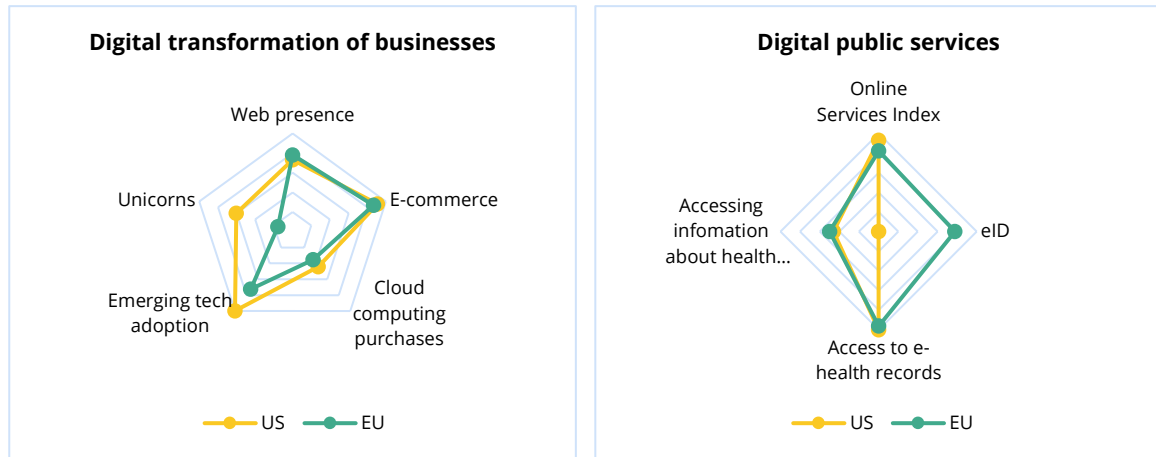 Digital transformation of businesses
Web presence
E-commerce
Cloud
computing
purchases
Emerging tech
adoption
Unicorns
US
EU
Digital public services
Online
Services Index
eID
Access to e-
health records
Accessing
infomation
about health...
US
EU